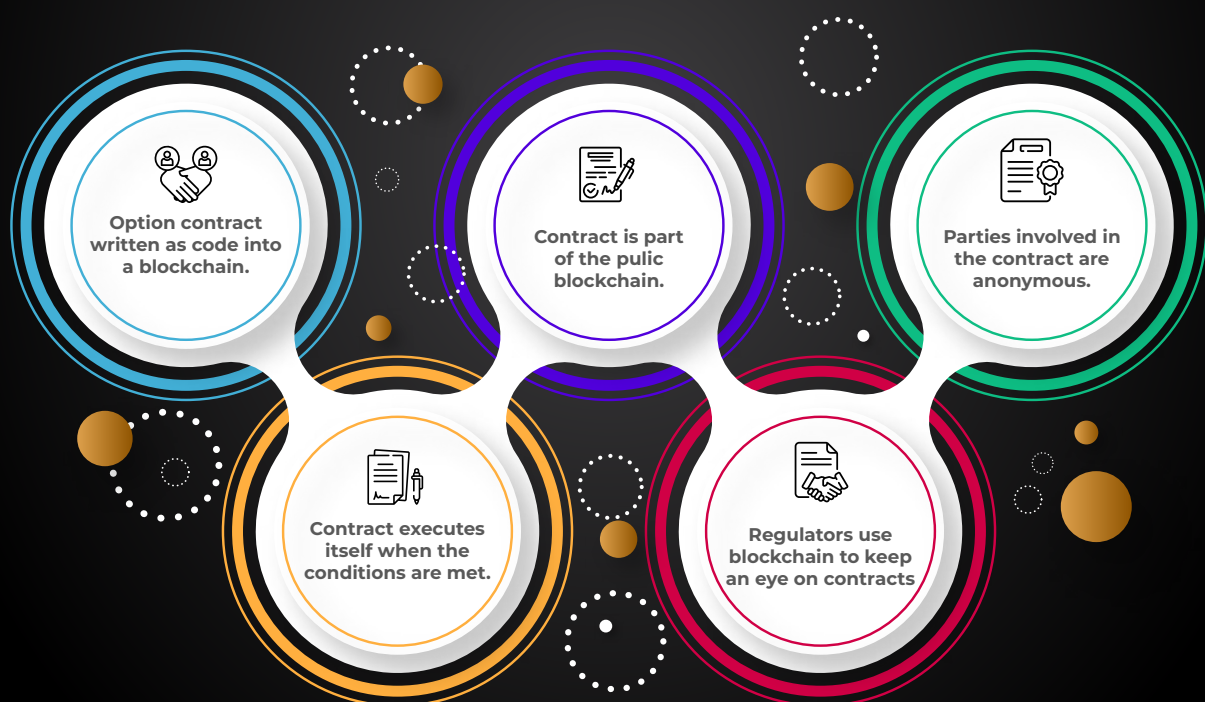 Option contract
written as code into
a blockchain.
Contract executes
itself when the
conditions are met.
Contract is part
of the pulic
blockchain.
Regulators use
blockchain to keep
an eye on contracts
Parties involved in
the contract are
anonymous.